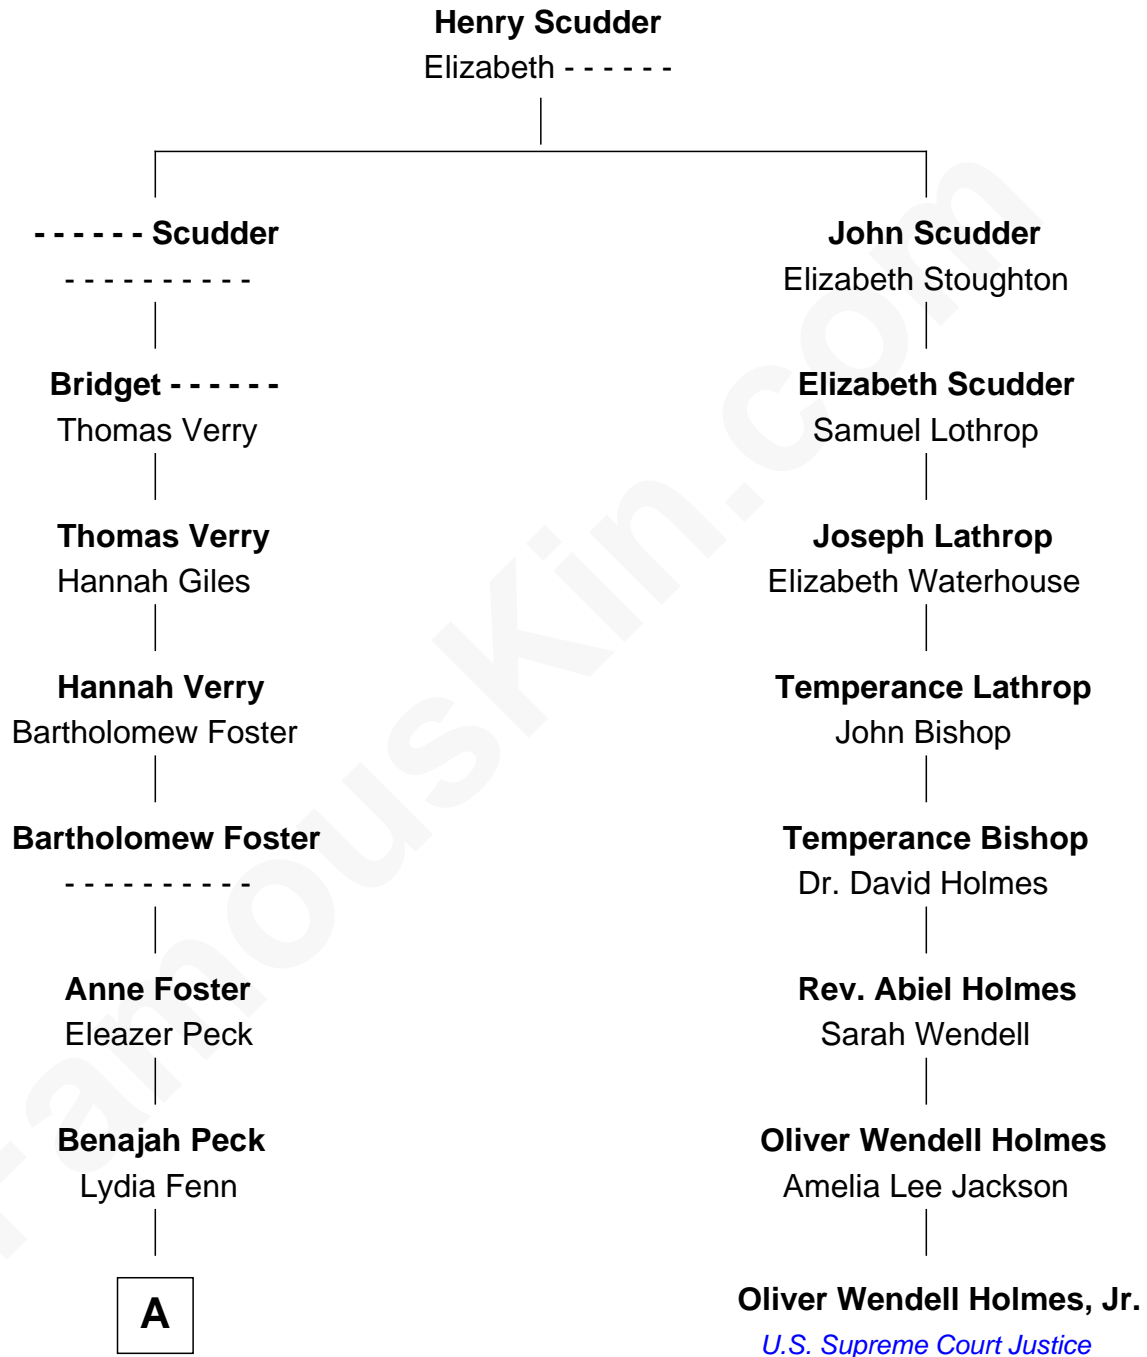 Henry Scudder
Elizabeth - - - - - -
- - - - - - Scudder
- - - - - - - - - -
John Scudder
Elizabeth Stoughton
Bridget - - - - - -
Thomas Verry
Elizabeth Scudder
Samuel Lothrop
Thomas Verry
Hannah Giles
Joseph Lathrop
Elizabeth Waterhouse
Hannah Verry
Bartholomew Foster
Temperance Lathrop
John Bishop
Bartholomew Foster
- - - - - - - - - -
Temperance Bishop
Dr. David Holmes
Anne Foster
Eleazer Peck
Rev. Abiel Holmes
Sarah Wendell
Benajah Peck
Lydia Fenn
Oliver Wendell Holmes
Amelia Lee Jackson
A
Oliver Wendell Holmes, Jr.
U.S. Supreme Court Justice
FamousKin.com